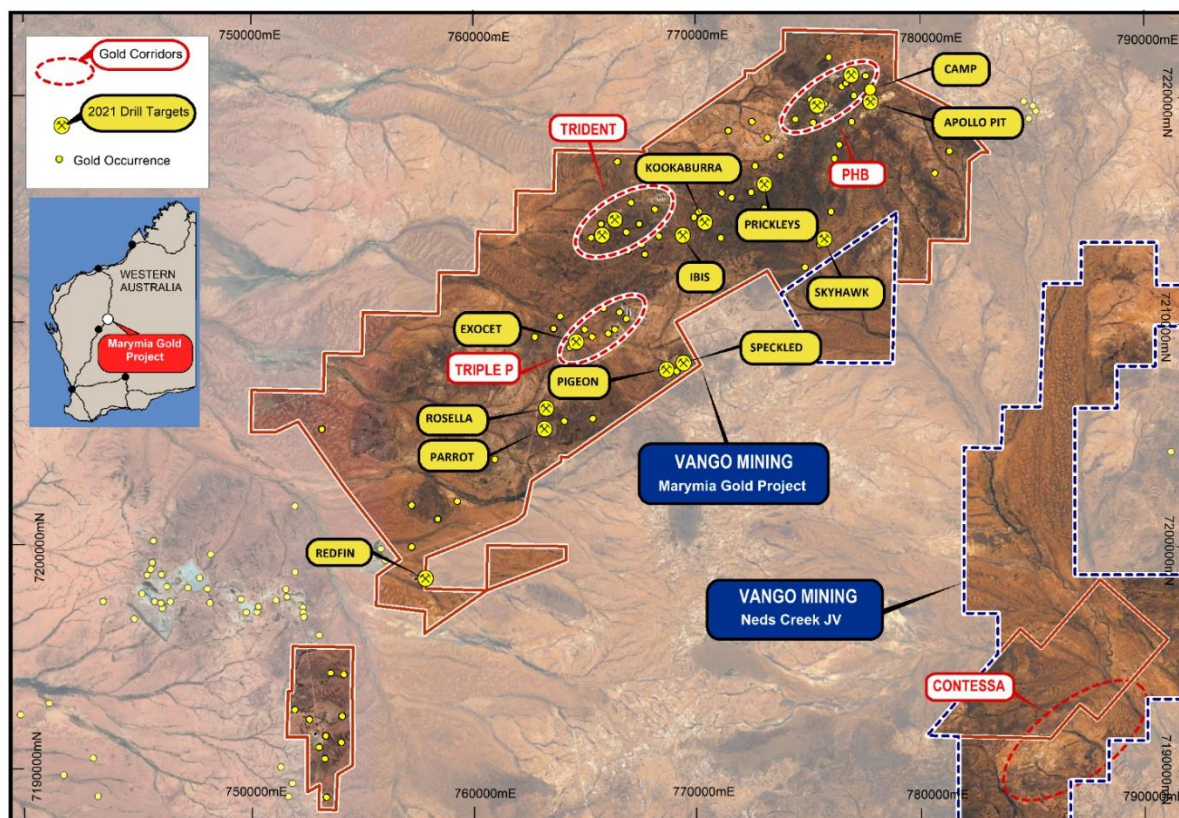 750000mE
760000mE
770000mE
780000mE
790000mE
Gold Corridors
2021 Drill Targets
Gold Occurrence
WESTERN
AUSTRALIA
Marymia Gold
Project
CAMP
APOLLO PIT
7220000mN
TRIDENT
KOOKABURRA
PHB
PRICKLEYS
IBIS
SKYHAWK
7210000mN
EXOCET
SPECKLED
TRIPLE P
PIGEON
ROSELLA
PARROT
VANGO MINING
Marymia Gold Project
REDFIN
7200000mN
7200000mN
VANGO MINING
Neds Creek JV
CONTESSA
7190000mN
7190000mN
750000mE
760000mE
770000mE
780000mE
790000mE